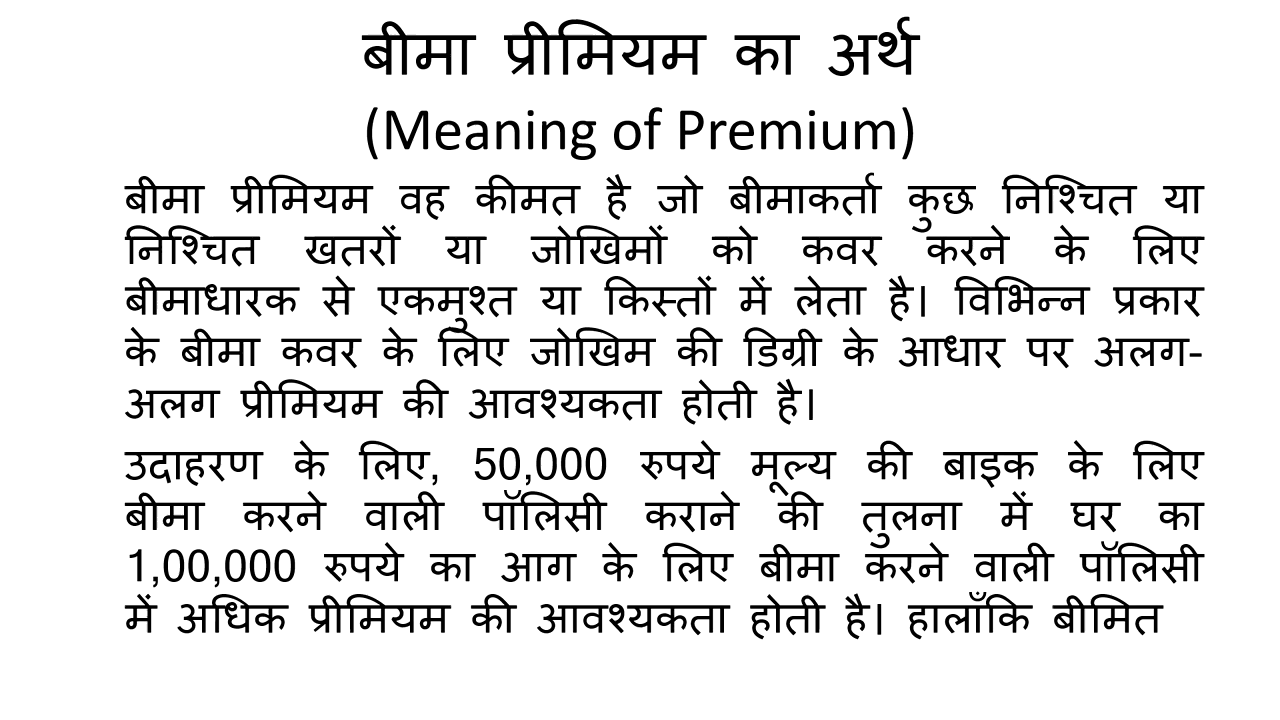 बीमा प्रीमियम का अर्थ
(Meaning of Premium)
बीमा प्रीमियम वह कीमत है जो बीमाकर्ता कुछ निश्चित या
निश्चित खतरों या जोखिमों को कवर करने के लिए
बीमाधारक से एकमुश्त या किस्तों में लेता है। विभिन्न प्रकार
के बीमा कवर के लिए जोखिम की डिग्री के आधार पर अलग-
अलग प्रीमियम की आवश्यकता होती है।
उदाहरण के लिए, 50,000 रुपये मूल्य की बाइक के लिए
बीमा करने वाली पॉलिसी कराने की तुलना में घर का
1,00,000 रुपये का आग के लिए बीमा करने वाली पॉलिसी
में अधिक प्रीमियम की आवश्यकता होती है। हालाँकि बीमित